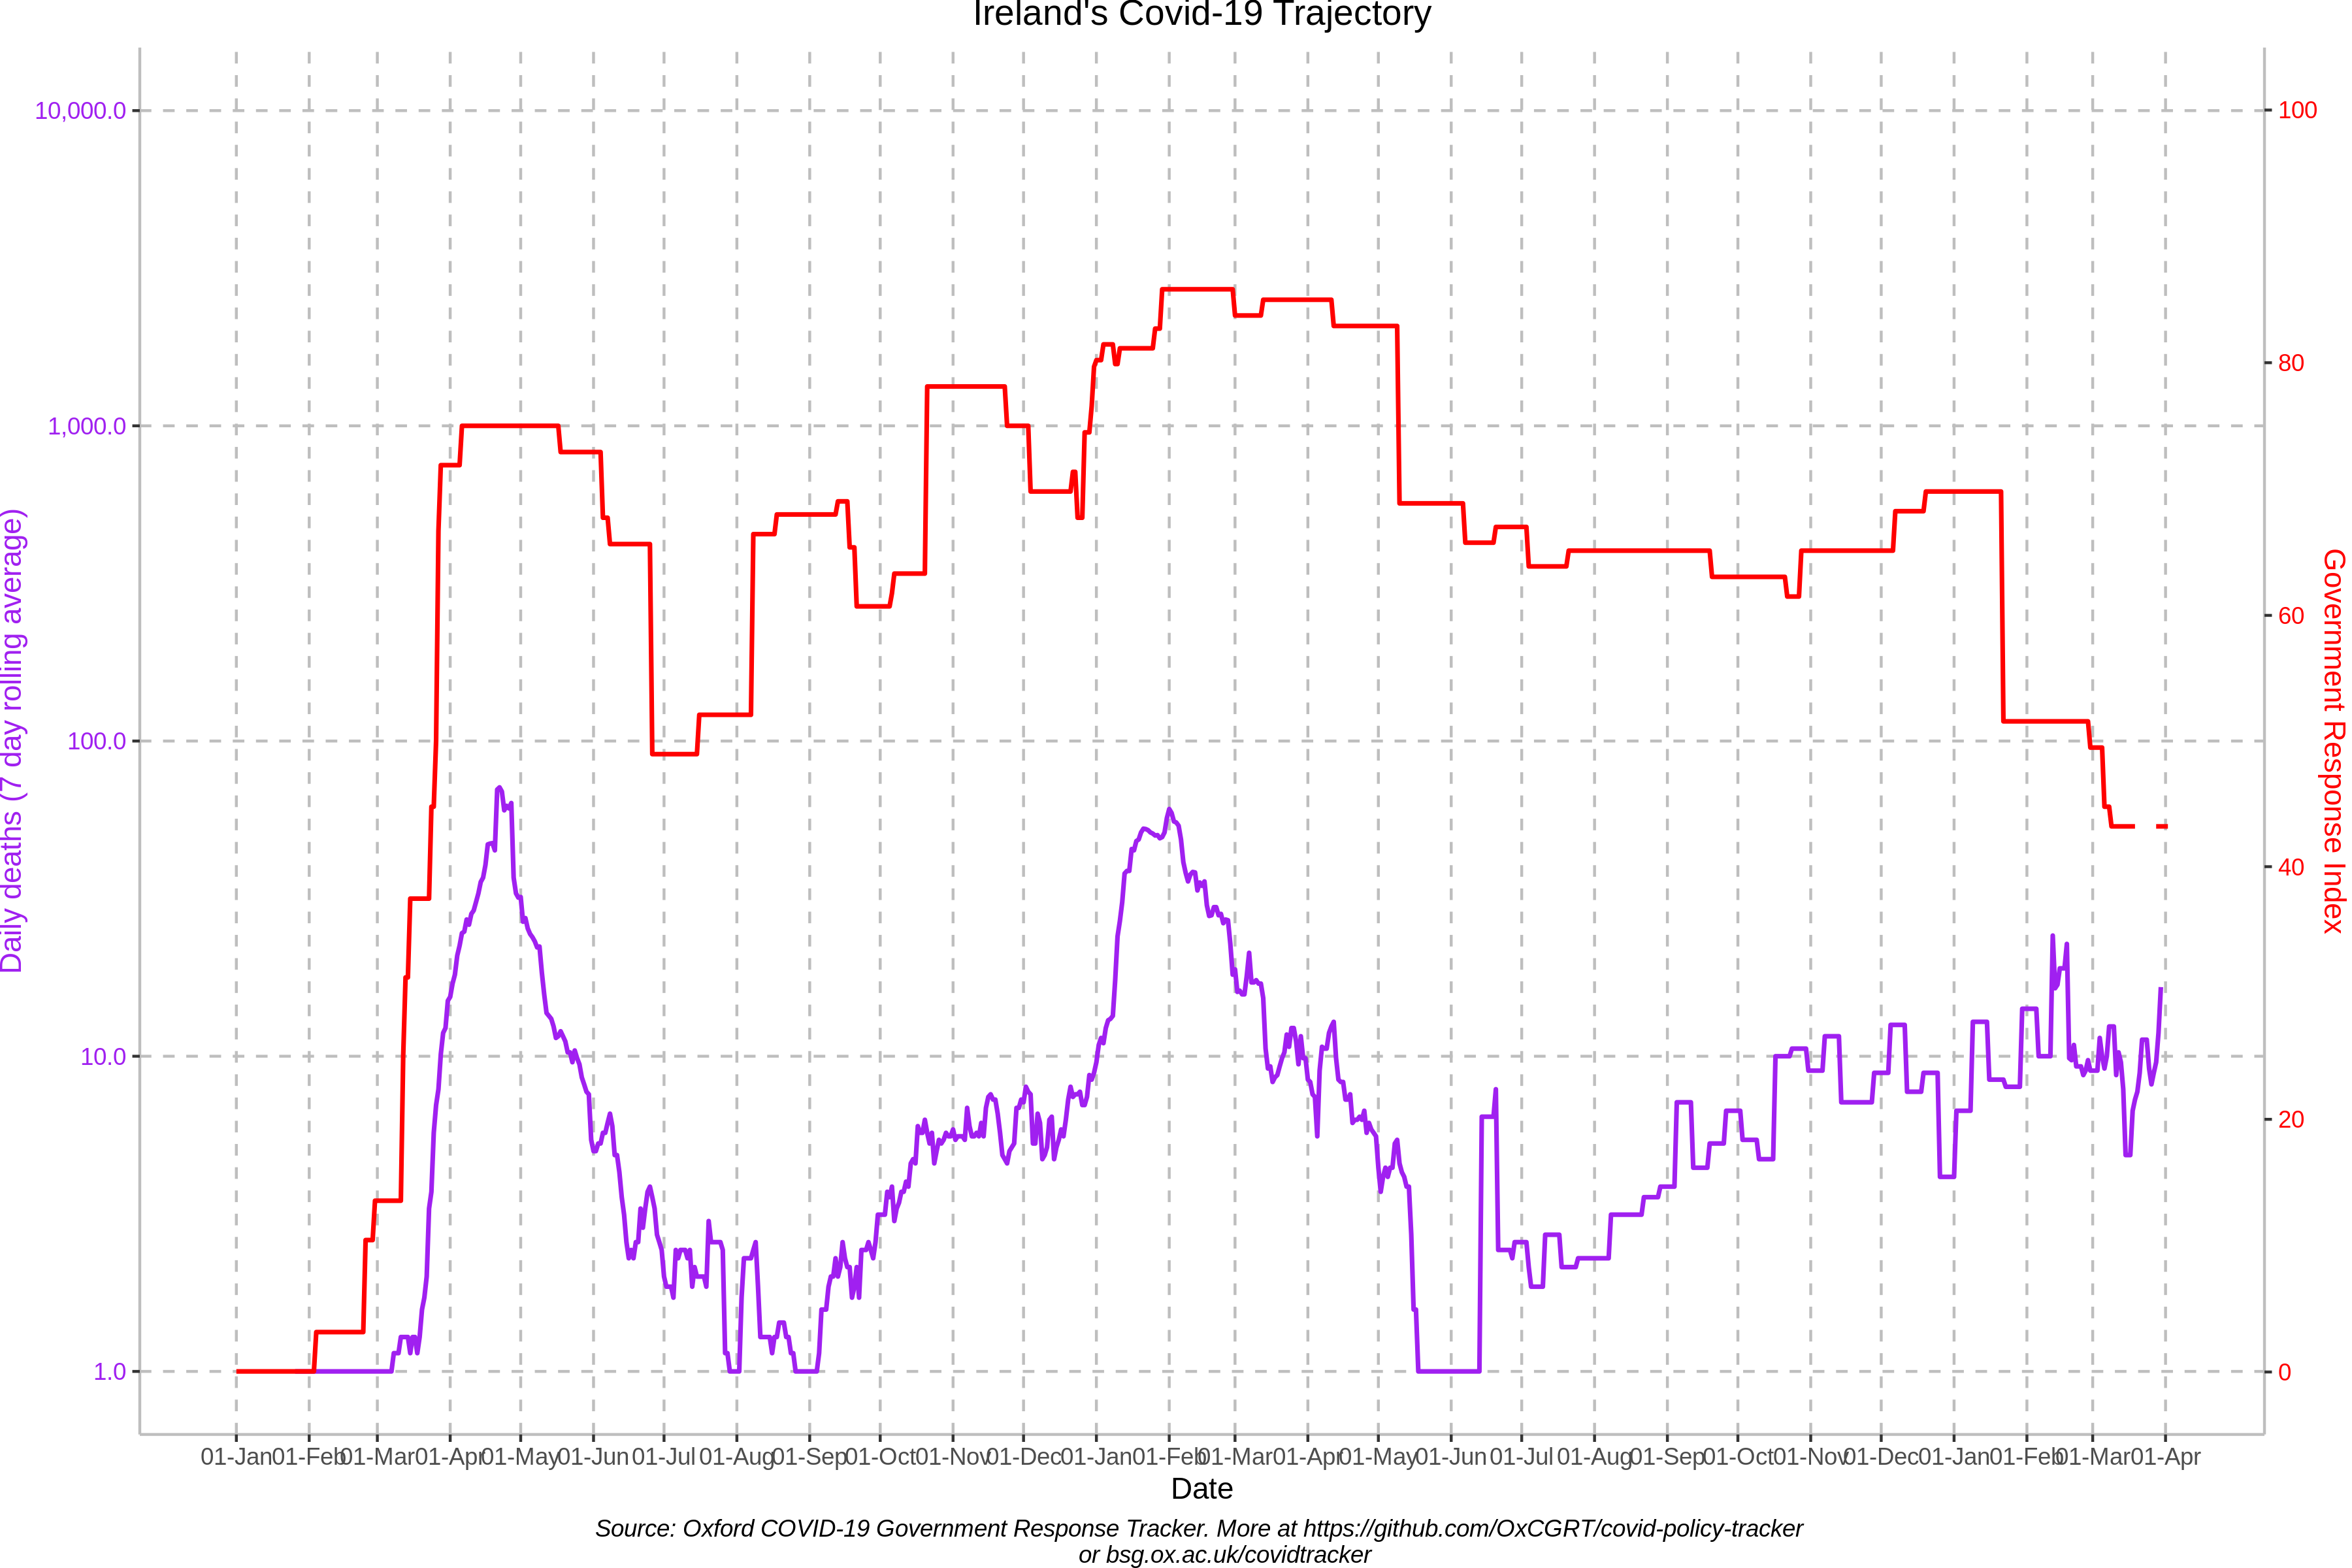 Ireland's Covid-19 Trajectory
10,000.0
1,000.0
100.0
10.0
1.0
Daily deaths (7 day rolling average)
100
80
60
40
20
0
Government Response Index
01-Jan 01-Feb 01-Mar 01-Apr 01-May 01-Jun 01-Jul 01-Aug 01-Sep 01-Oct 01-Nov 01-Dec 01-Jan 01-Feb 01-Mar 01-Apr 01-May 01-Jun 01-Jul 01-Aug 01-Sep 01-Oct 01-Nov 01-Dec 01-Jan 01-Feb 01-Mar 01-Apr
Date
Source: Oxford COVID-19 Government Response Tracker. More at https://github.com/OxCGRT/covid-policy-tracker
or bsg.ox.ac.uk/covidtracker